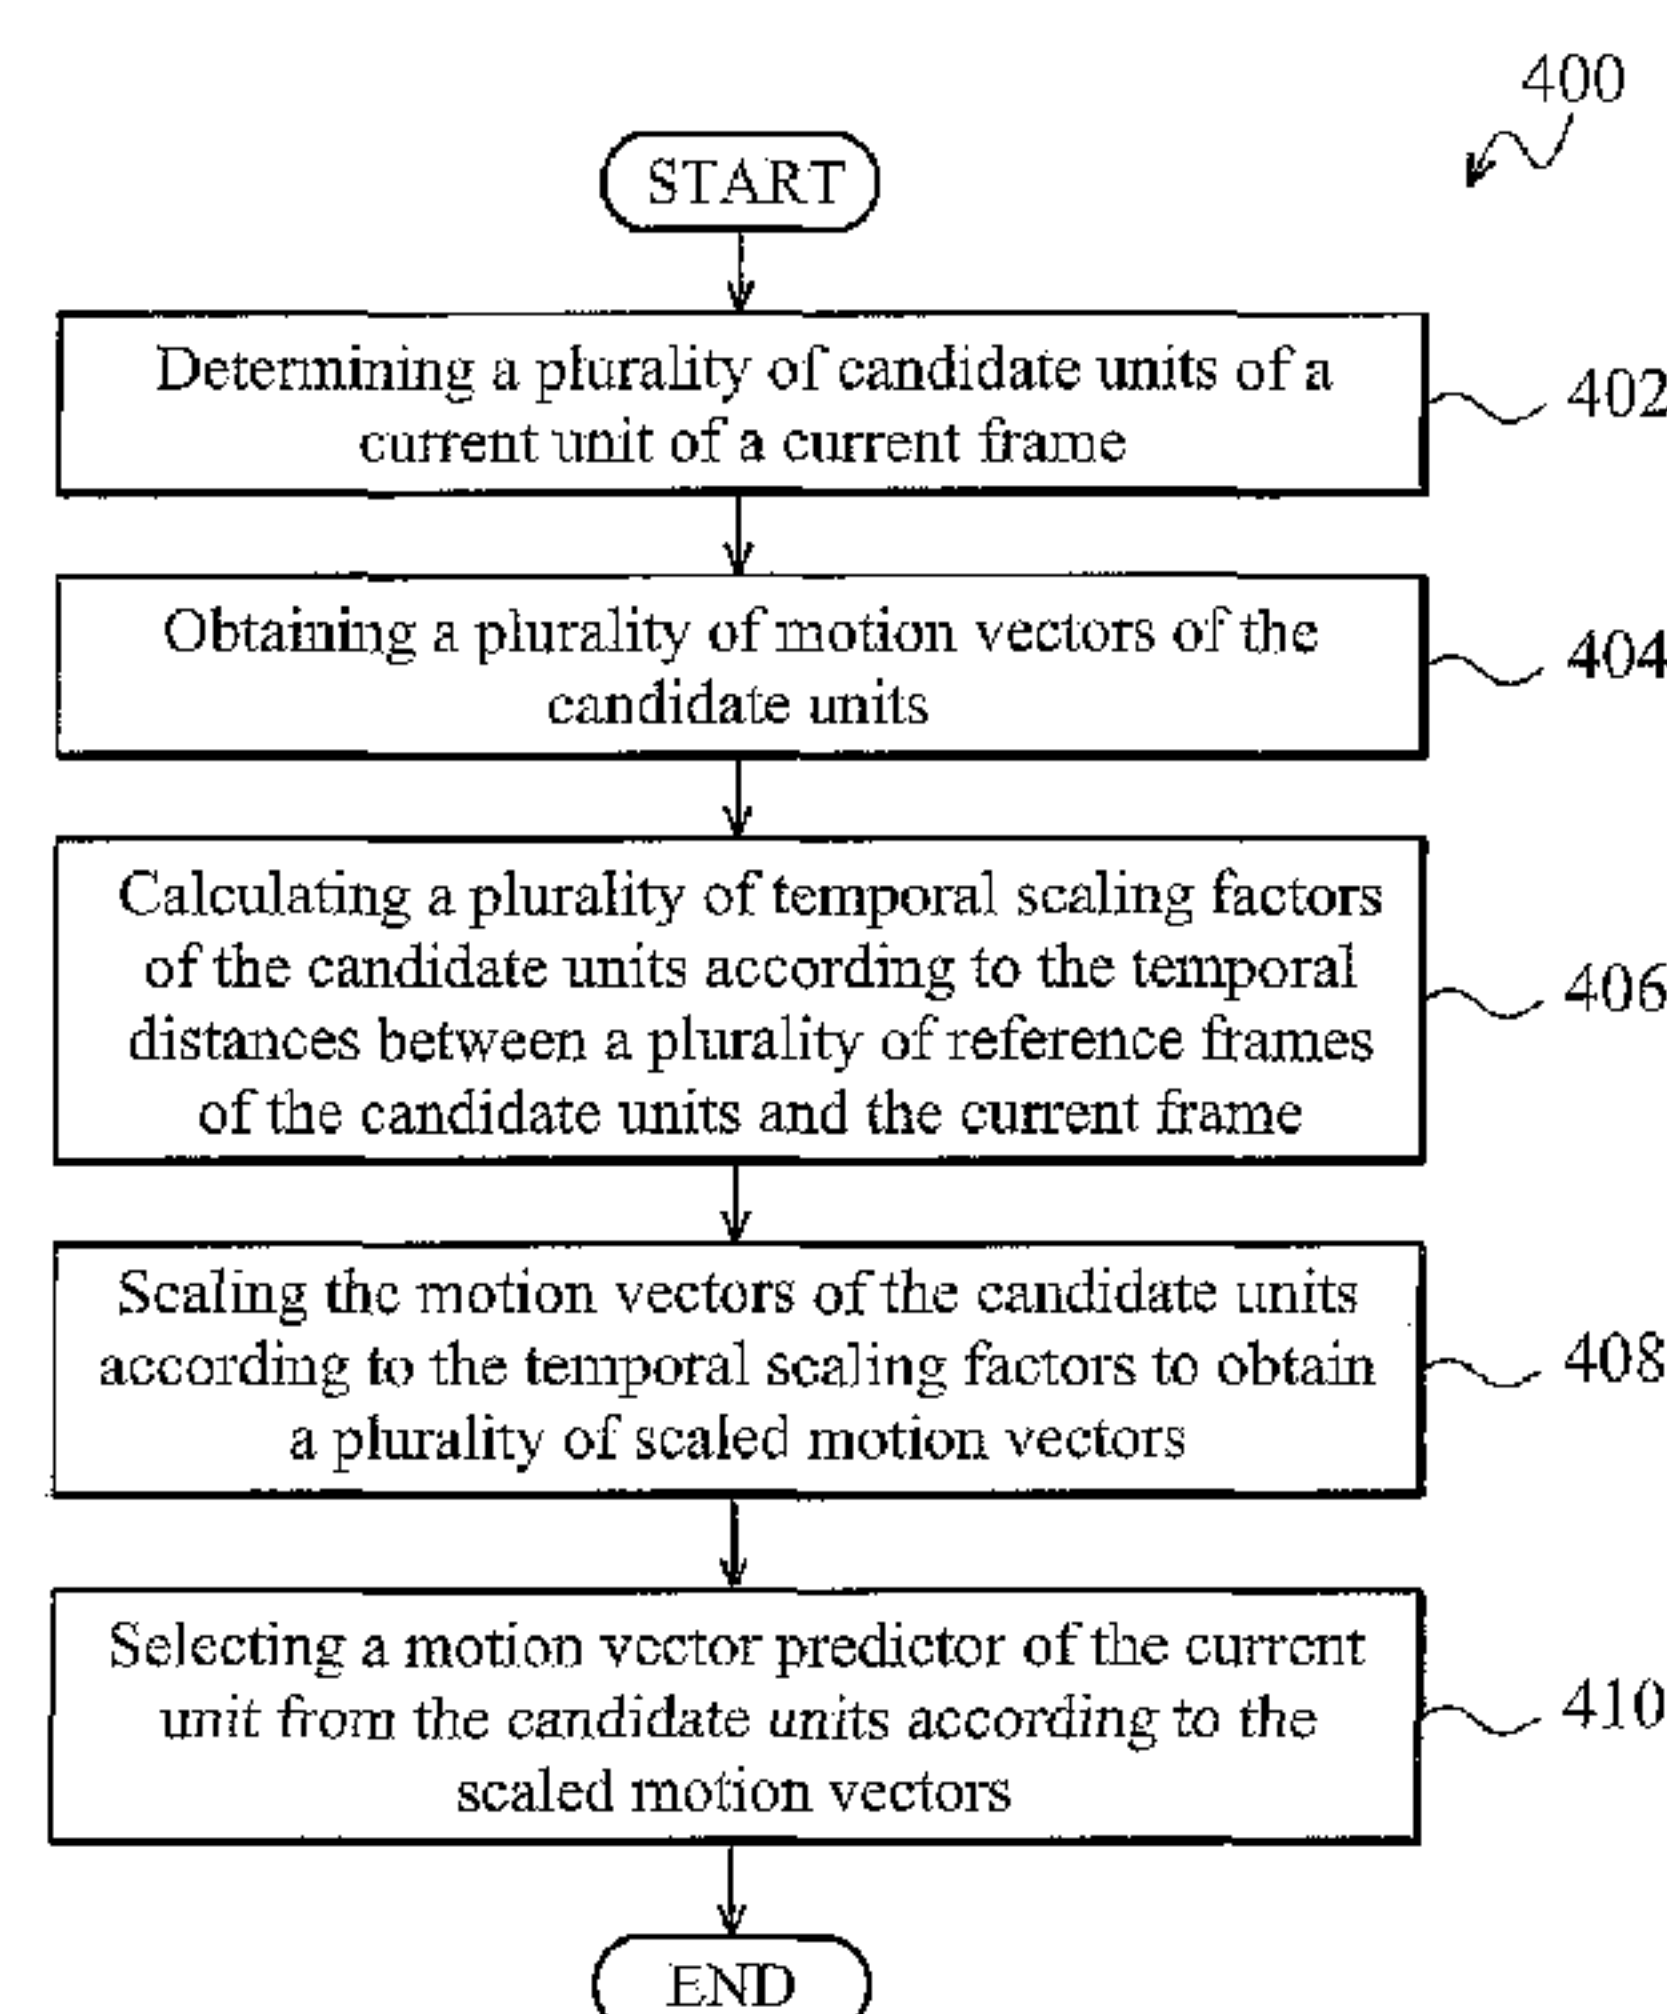 400
START
Determining a plurality of candidate units of a
current unit of a current frame
402
Obtaining a plurality of motion vectors of the
candidate units
404
Calculating a plurality of temporal scaling factors
of the candidate units according to the temporal
distances between a plurality of reference frames
of the candidate units and the current frame
406
Scaling the motion vectors of the candidate units
according to the temporal scaling factors to obtain
a plurality of scaled motion vectors
408
Selecting a motion vector predictor of the current
unit from the candidate units according to the
scaled motion vectors
410
END